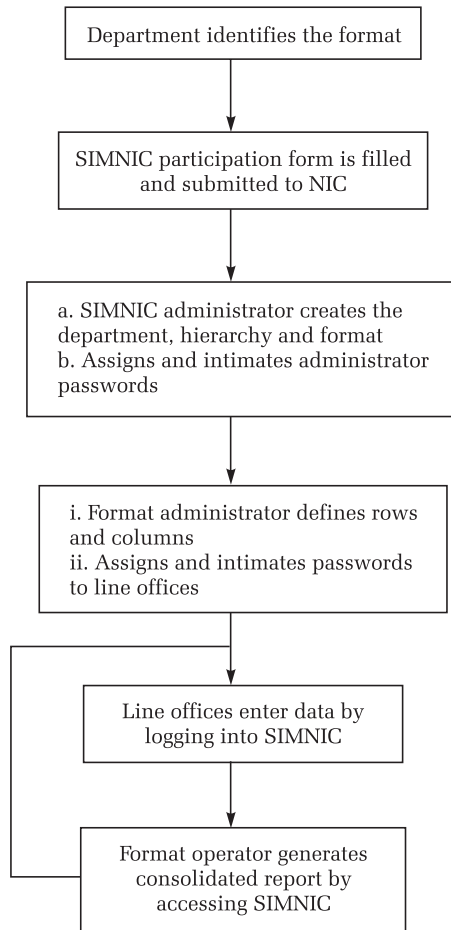 Department identifies the format
SIMNIC participation form is filled
and submitted to NIC
a. SIMNIC administrator creates the
department, hierarchy and format
b. Assigns and intimates administrator
passwords
i. Format administrator defines rows
and columns
ii. Assigns and intimates passwords
to line offices
Line offices enter data by
logging into SIMNIC
Format operator generates
consolidated report by
accessing SIMNIC